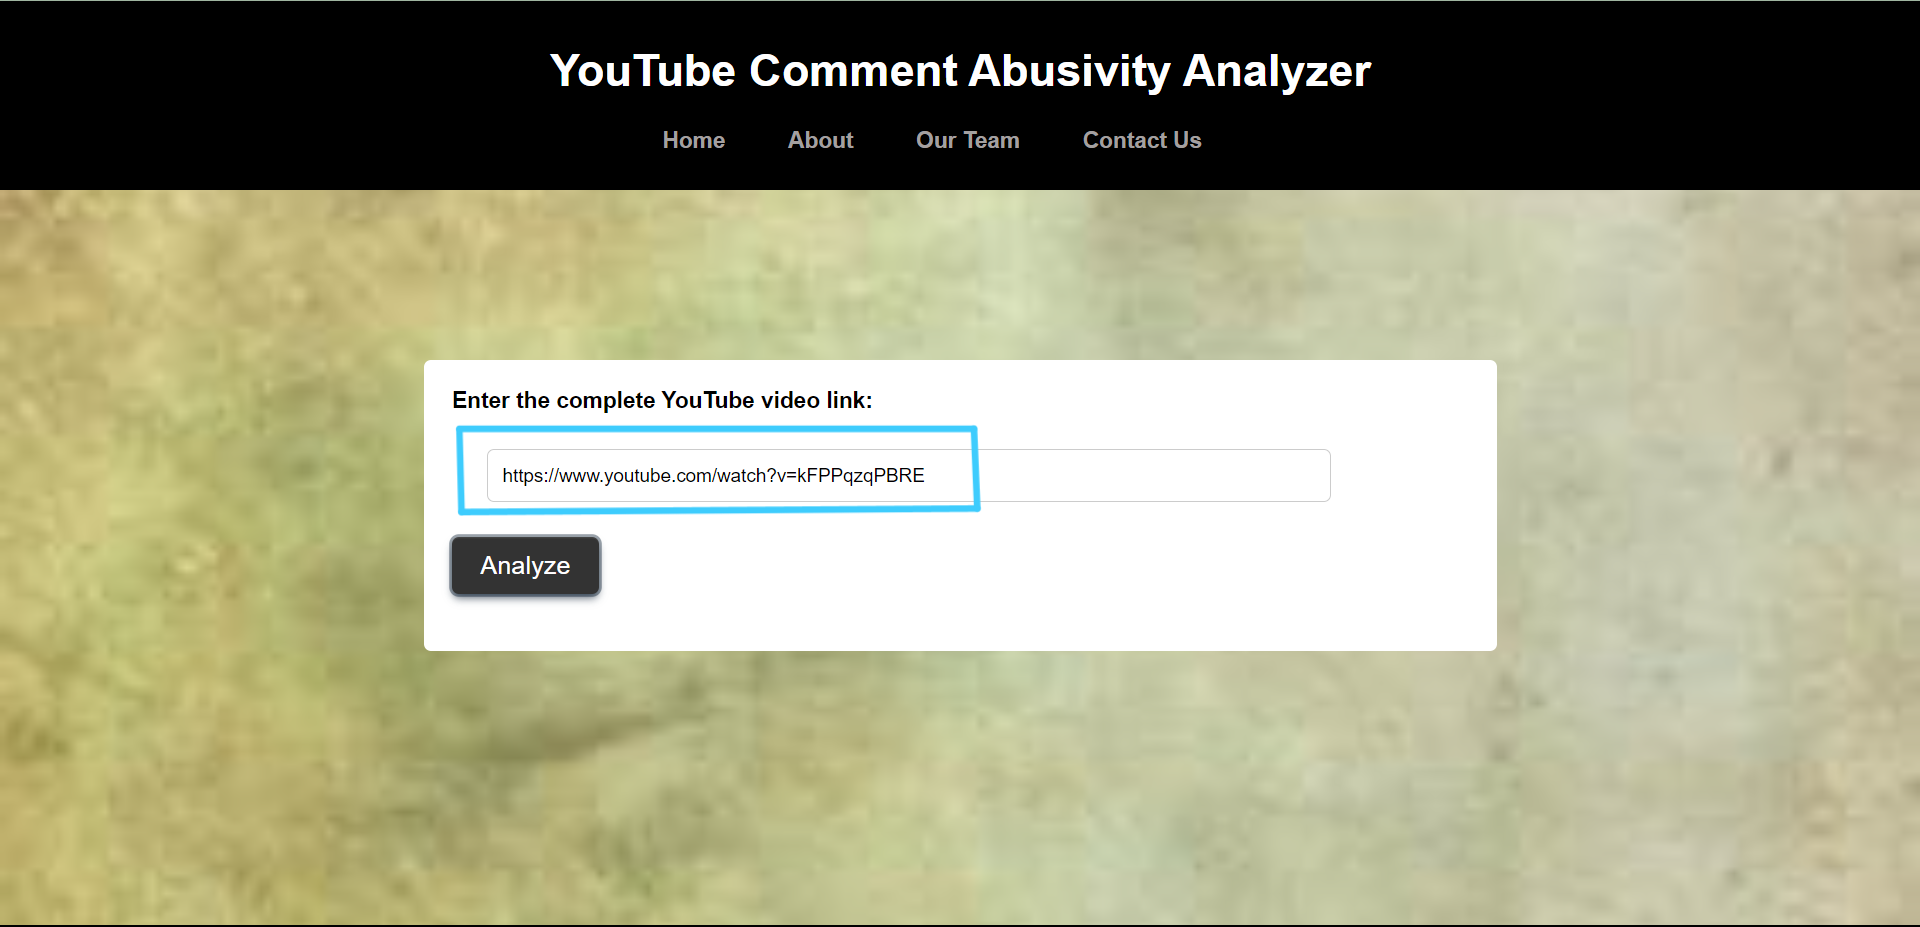 YouTube Comment Abusivity Analyzer
Home About Our Team Contact Us
Enter the complete YouTube video link:
https://www.youtube.com/watch?v=kFPPqzqPBRE
Analyze